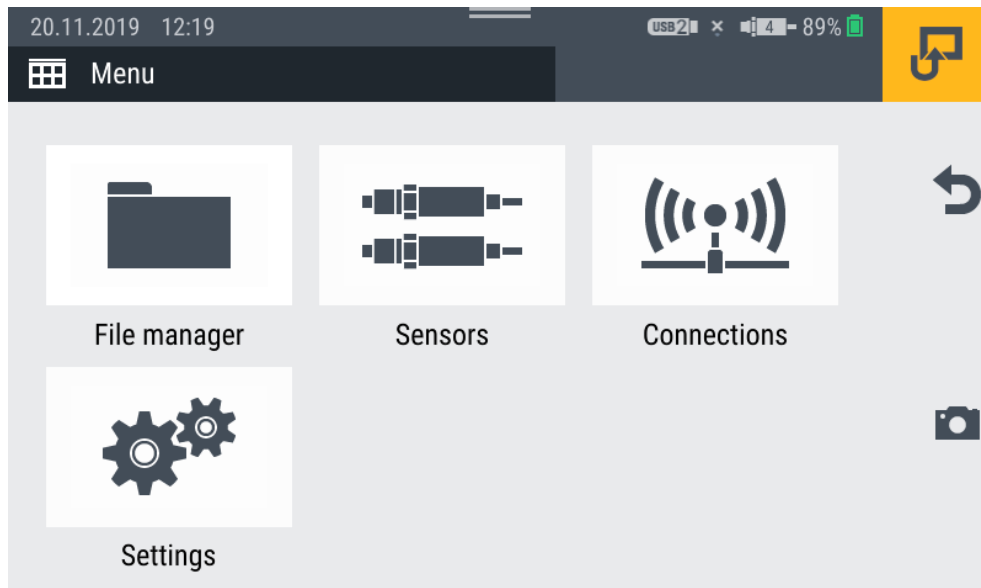 20.11.2019 12:19 USB2 4 89%
Menu
File manager Sensors Connections
Settings